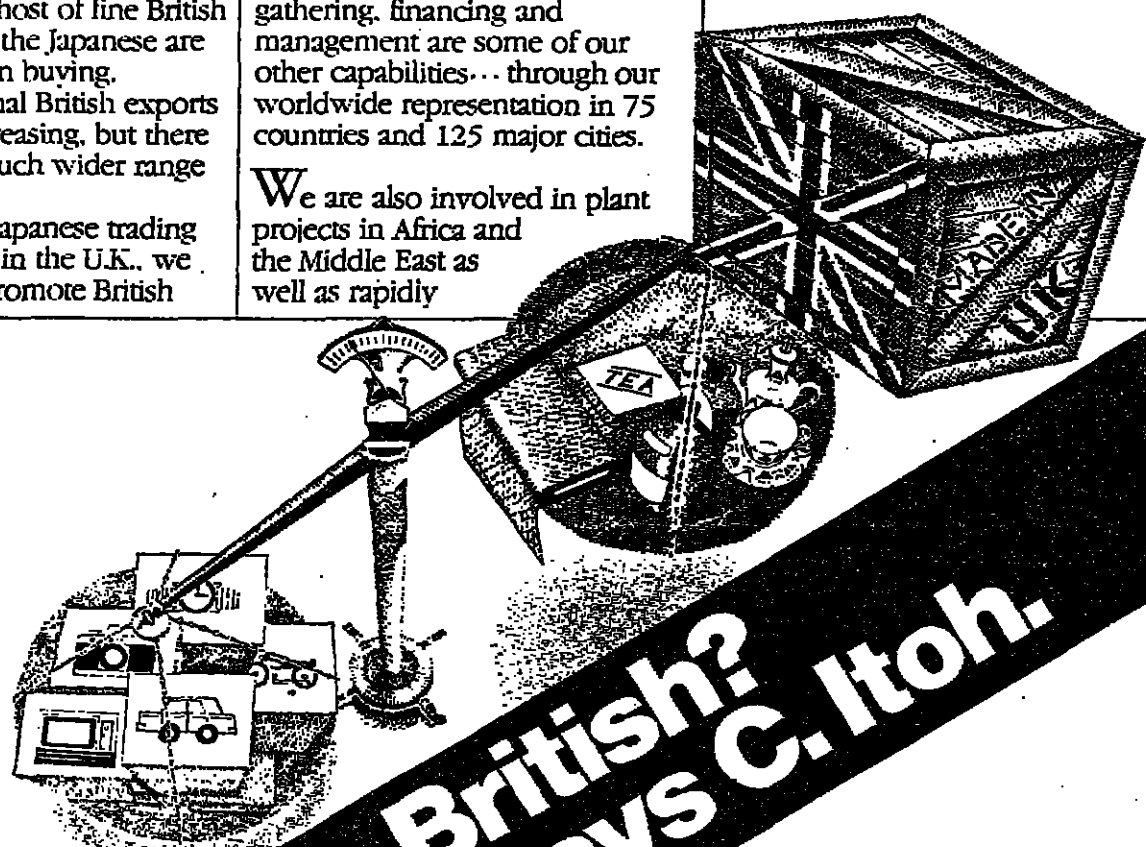 host of fine British
the Japanese are
n buying.
nal British exports
reasing, but there
uch wider range
apanese trading
in the U.K., we
romote British
gathering, financing and
management are some of our
other capabilities... through our
worldwide representation in 75
countries and 125 major cities.
We are also involved in plant
projects in Africa and
the Middle East as
well as rapidly
MADE IN
UK
TEA
British?
ays C. Itoh.